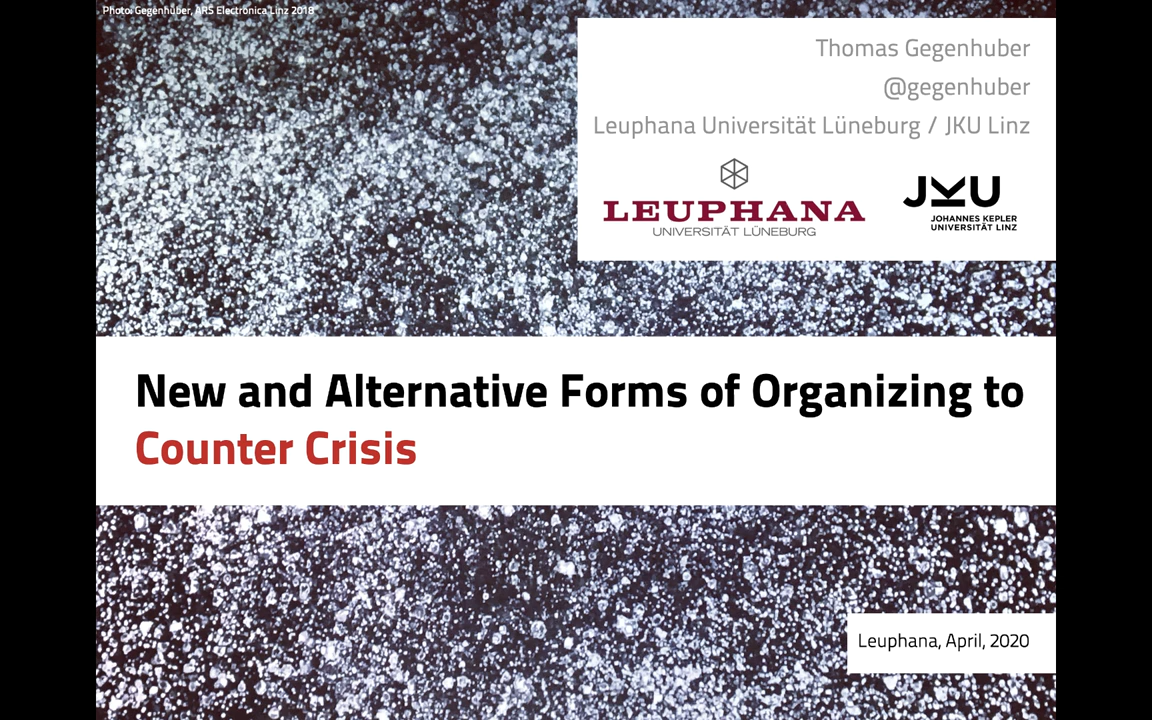 Photo: Gegenhuber, ARS Electronica Linz 2018
Thomas Gegenhuber
@gegenhuber
Leuphana Universität Lüneburg / JKU Linz
LEUPHANA
UNIVERSITÄT LÜNEBURG
JKU
JOHANNES KEPLER
UNIVERSITÄT LINZ
New and Alternative Forms of Organizing to
Counter Crisis
Leuphana, April, 2020